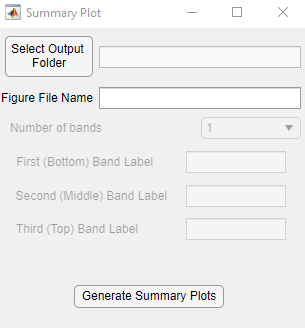 Summary Plot
Select Output
Folder
Figure File Name
Number of bands 1
First (Bottom) Band Label
Second (Middle) Band Label
Third (Top) Band Label
Generate Summary Plots